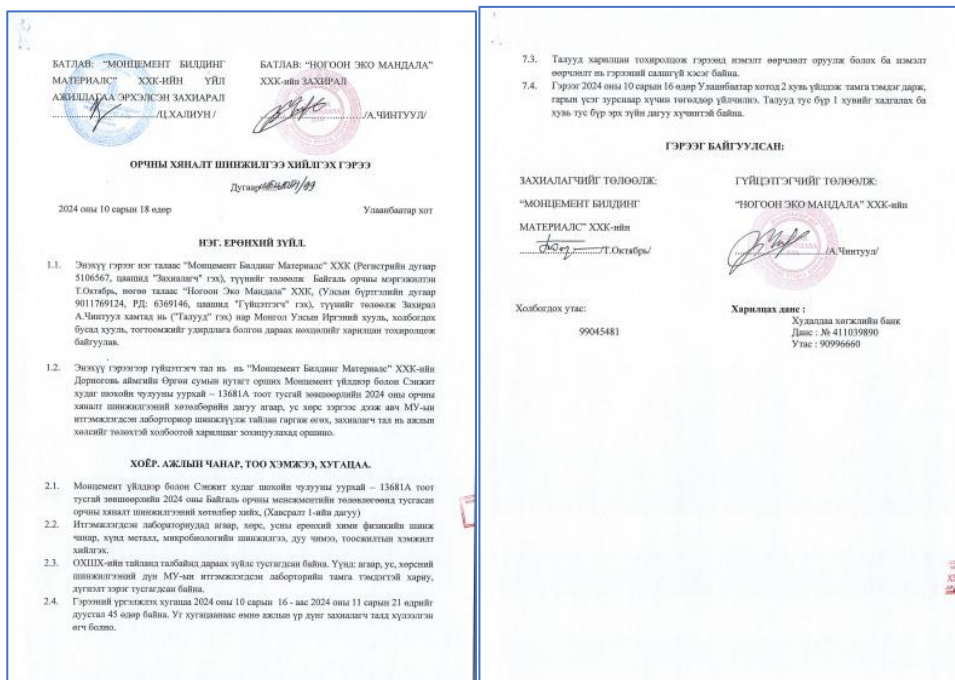 БАТЛАВ: “МОНЦЕМЕНТ БИЛДИНГ
МАТЕРИАЛС” ХХК-ИЙН ҮЙЛ
АЖИЛЛАГАА ЭРХЭЛСЭН ЗАХИАРАЛ
/Ц.ХАЛИУН /
БАТЛАВ: “НОГООН ЭКО МАНДАЛА”
ХХК-ийн ЗАХИРАЛ
/А.ЧИНТУУЛ/
ОРЧНЫ ХЯНАЛТ ШИНЖИЛГЭЭ ХИЙЛГЭХ ГЭРЭЭ
Дугаар
2024 оны 10 сарын 18 өдөр
Улаанбаатар хот
НЭГ. ЕРӨНХИЙ ЗҮЙЛ.
1.1. Энэхүү гэрээг нэг талаас "Монцемент Билдинг Материалс" ХХК (Регистрийн дугаар
5106567, цаашид "Захиалагч" гэх), түүнийг төлөөлж Байгаль орчны мэргэжилтэн
Т.Октябрь, нөгөө талаас “Ногоон Эко Мандала” ХХК, (Улсын бүртгэлийн дугаар
9011769124, РД: 6369146, цаашид "Гүйцэтгэгч" гэх), түүнийг төлөөлж Захирал
А.Чинтуул хамтад нь ("Талууд" гэх) нар Монгол Улсын Иргэний хууль, холбогдох
бусад хууль, тогтоомжийг удирдлага болгон дараах нөхцөлийг харилцан тохиролцож
байгуулав.
1.2. Энэхүү гэрээгээр гүйцэтгэгч тал нь нь "Монцемент Билдинг Материалс" ХХК-ийн
Дорноговь аймгийн Өргөн сумын нутагт орших Монцемент үйлдвэр болон Сэнжит
худаг шохойн чулууны уурхай – 13681А тоот тусгай зөвшөөрлийн 2024 оны орчны
хяналт шинжилгээний хөтөлбөрийн дагуу агаар, ус хөрс зэргээс дээж авч МУ-ын
итгэмжлэгдсэн лабораториор шинжлүүлж тайлан гаргаж өгөх, захиалагч тал нь ажлын
хөлсийг төлөхтэй холбоотой харилцааг зохицуулахад оршино.
ХОЁР. АЖЛЫН ЧАНАР, ТОО ХЭМЖЭЭ, ХУГАЦАА.
2.1. Монцемент үйлдвэр болон Сэнжит худаг шохойн чулууны уурхай – 13681А тоот
тусгай зөвшөөрлийн 2024 оны Байгаль орчны менежментийн төлөвлөгөөнд тусгасан
орчны хяналт шинжилгээний хөтөлбөр хийх, (Хавсралт 1-ийн дагуу)
2.2. Итгэмжлэгдсэн лабораториудад агаар, хөрс, усны ерөнхий хими физикийн шинж
чанар, хүнд металл, микробиологийн шинжилгээ, дуу чимээ, тоосжилтын хэмжилт
хийлгэх.
2.3. ОХШХ-ийн тайланд талбайнд дараах зүйлс тусгагдсан байна. Үүнд: агаар, ус, хөрсний
шинжилгээний дүн МУ-ын итгэмжлэгдсэн лаборторийн тамга тэмдэгтэй хариу,
дүгнэлт зэрэг тусгагдсан байна.
2.4. Гэрээний үргэлжлэх хугацаа 2024 оны 10 сарын 16 - аас 2024 оны 11 сарын 21 өдрийг
дуустал 45 өдөр байна. Уг хугацаанаас өмнө ажлын үр дүнг захиалагч талд хүлээлгэн
өгч болно.
7.3. Талууд харилцан тохиролцож гэрээнд нэмэлт өөрчлөлт оруулж болох ба нэмэлт
өөрчлөлт нь гэрээний салшгүй хэсэг байна.
7.4. Гэрээг 2024 оны 10 сарын 16 өдөр Улаанбаатар хотод 2 хувь үйлдэж тамга тэмдэг дарж,
гарын үсэг зурснаар хүчин төгөлдөр үйлчилнэ. Талууд тус бүр 1 хувийг хадгалах ба
хувь тус бүр эрх зүйн дагуу хүчинтэй байна.
ГЭРЭЭГ БАЙГУУЛСАН:
ЗАХИАЛАГЧИЙГ ТӨЛӨӨЛЖ:
“МОНЦЕМЕНТ БИЛДИНГ
МАТЕРИАЛС” ХХК-ийн
/Т.Октябрь/
ГҮЙЦЭТГЭГЧИЙГ ТӨЛӨӨЛЖ:
“НОГООН ЭКО МАНДАЛА” ХХК-ийн
/А.Чинтуул/
Холбогдох утас:
99045481
Харилцах данс :
Худалдаа хөгжлийн банк
Данс : № 411039890
Утас : 90996660